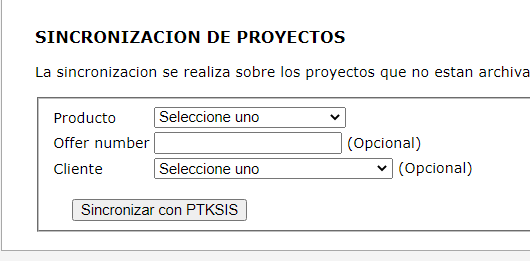 SINCRONIZACION DE PROYECTOS
La sincronizacion se realiza sobre los proyectos que no estan archiva
Producto Seleccione uno
Offer number (Opcional)
Cliente Seleccione uno (Opcional)
Sincronizar con PTKSIS